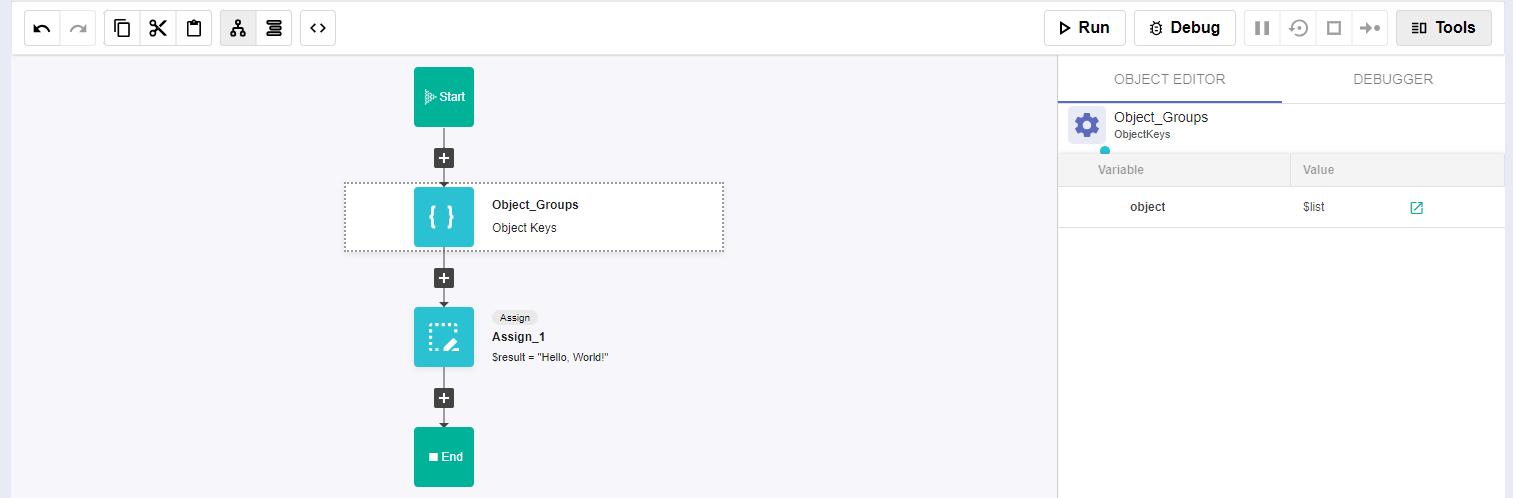 Run
Debug
Tools
OBJECT EDITOR
DEBUGGER
Object_Groups
ObjectKeys
Variable
Value
object
$list
Start
Object_Groups
Object Keys
Assign
Assign_1
$result = "Hello, World!"
End